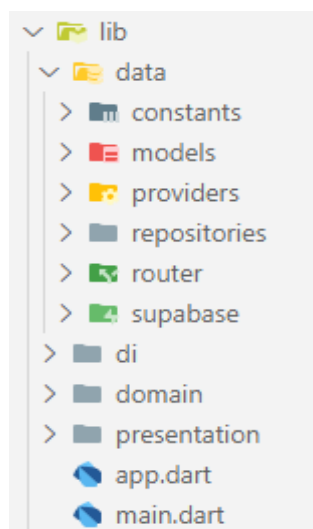 lib
data
constants
models
providers
repositories
router
supabase
di
domain
presentation
app.dart
main.dart